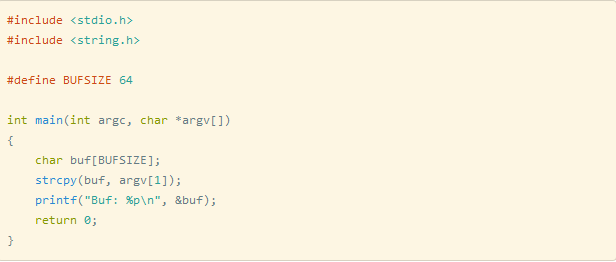 #include <stdio.h>
#include <string.h>

#define BUFSIZE 64

int main(int argc, char *argv[])
{
    char buf[BUFSIZE];
    strcpy(buf, argv[1]);
    printf("Buf: %p\n", &buf);
    return 0;
}